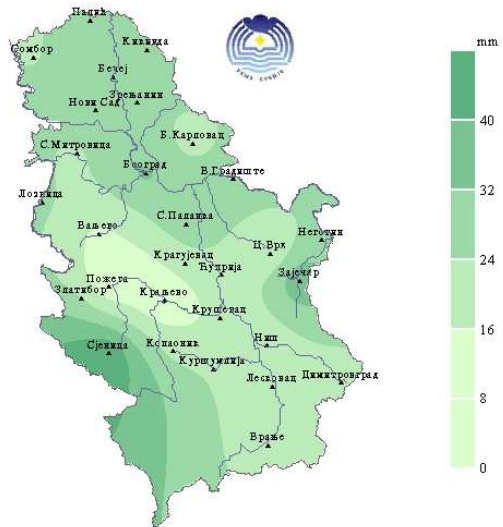 Палић
Сомбор
Кикинда
Бечеј
Зрењанин
Нови Сад
Б.Карловац
С.Митровица
Београд
В.Градиште
Лозница
С.Паланка
Ваљево
Неготин
Ц.Врх
Крагујевац
Ћуприја
Зајечар
Пожега
Златибор
Краљево
Крушевац
Ниш
Сјеница
Копаоник
Куршумлија
Лесковац
Димитровград
Врање
mm
40
32
24
16
8
0